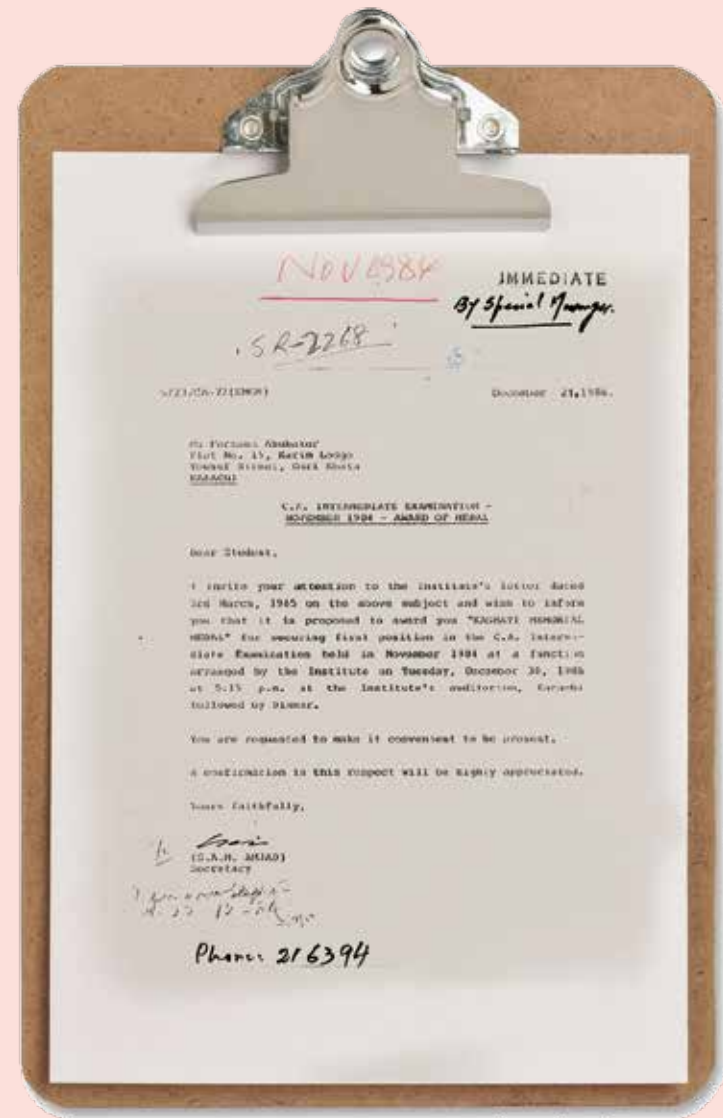 NOV 1984
IMMEDIATE
By Special
SR-2268
December 21, 1986.
Abubakar
Flat No. 15, Karim Lodge
KARACHI
C.A. INTERMEDIATE EXAMINATION -
NOVEMBER 1984 - AWARD OF MEDAL
Dear Student,
I invite your attention to the Institute's letter dated
3rd March, 1985 on the above subject and wish to inform
you that it is proposed to award you "MEMORIAL
MEDAL" for securing first position in the C.A. Interme-
diate Examination held in November 1984 at a function
arranged by the Institute on Tuesday, December 30, 1986
at 5:15 p.m. at the Institute's auditorium, Karachi
followed by Dinner.
You are requested to make it convenient to be present.
A confirmation in this respect will be highly appreciated.
Yours faithfully,
Secretary
Phone: 216394